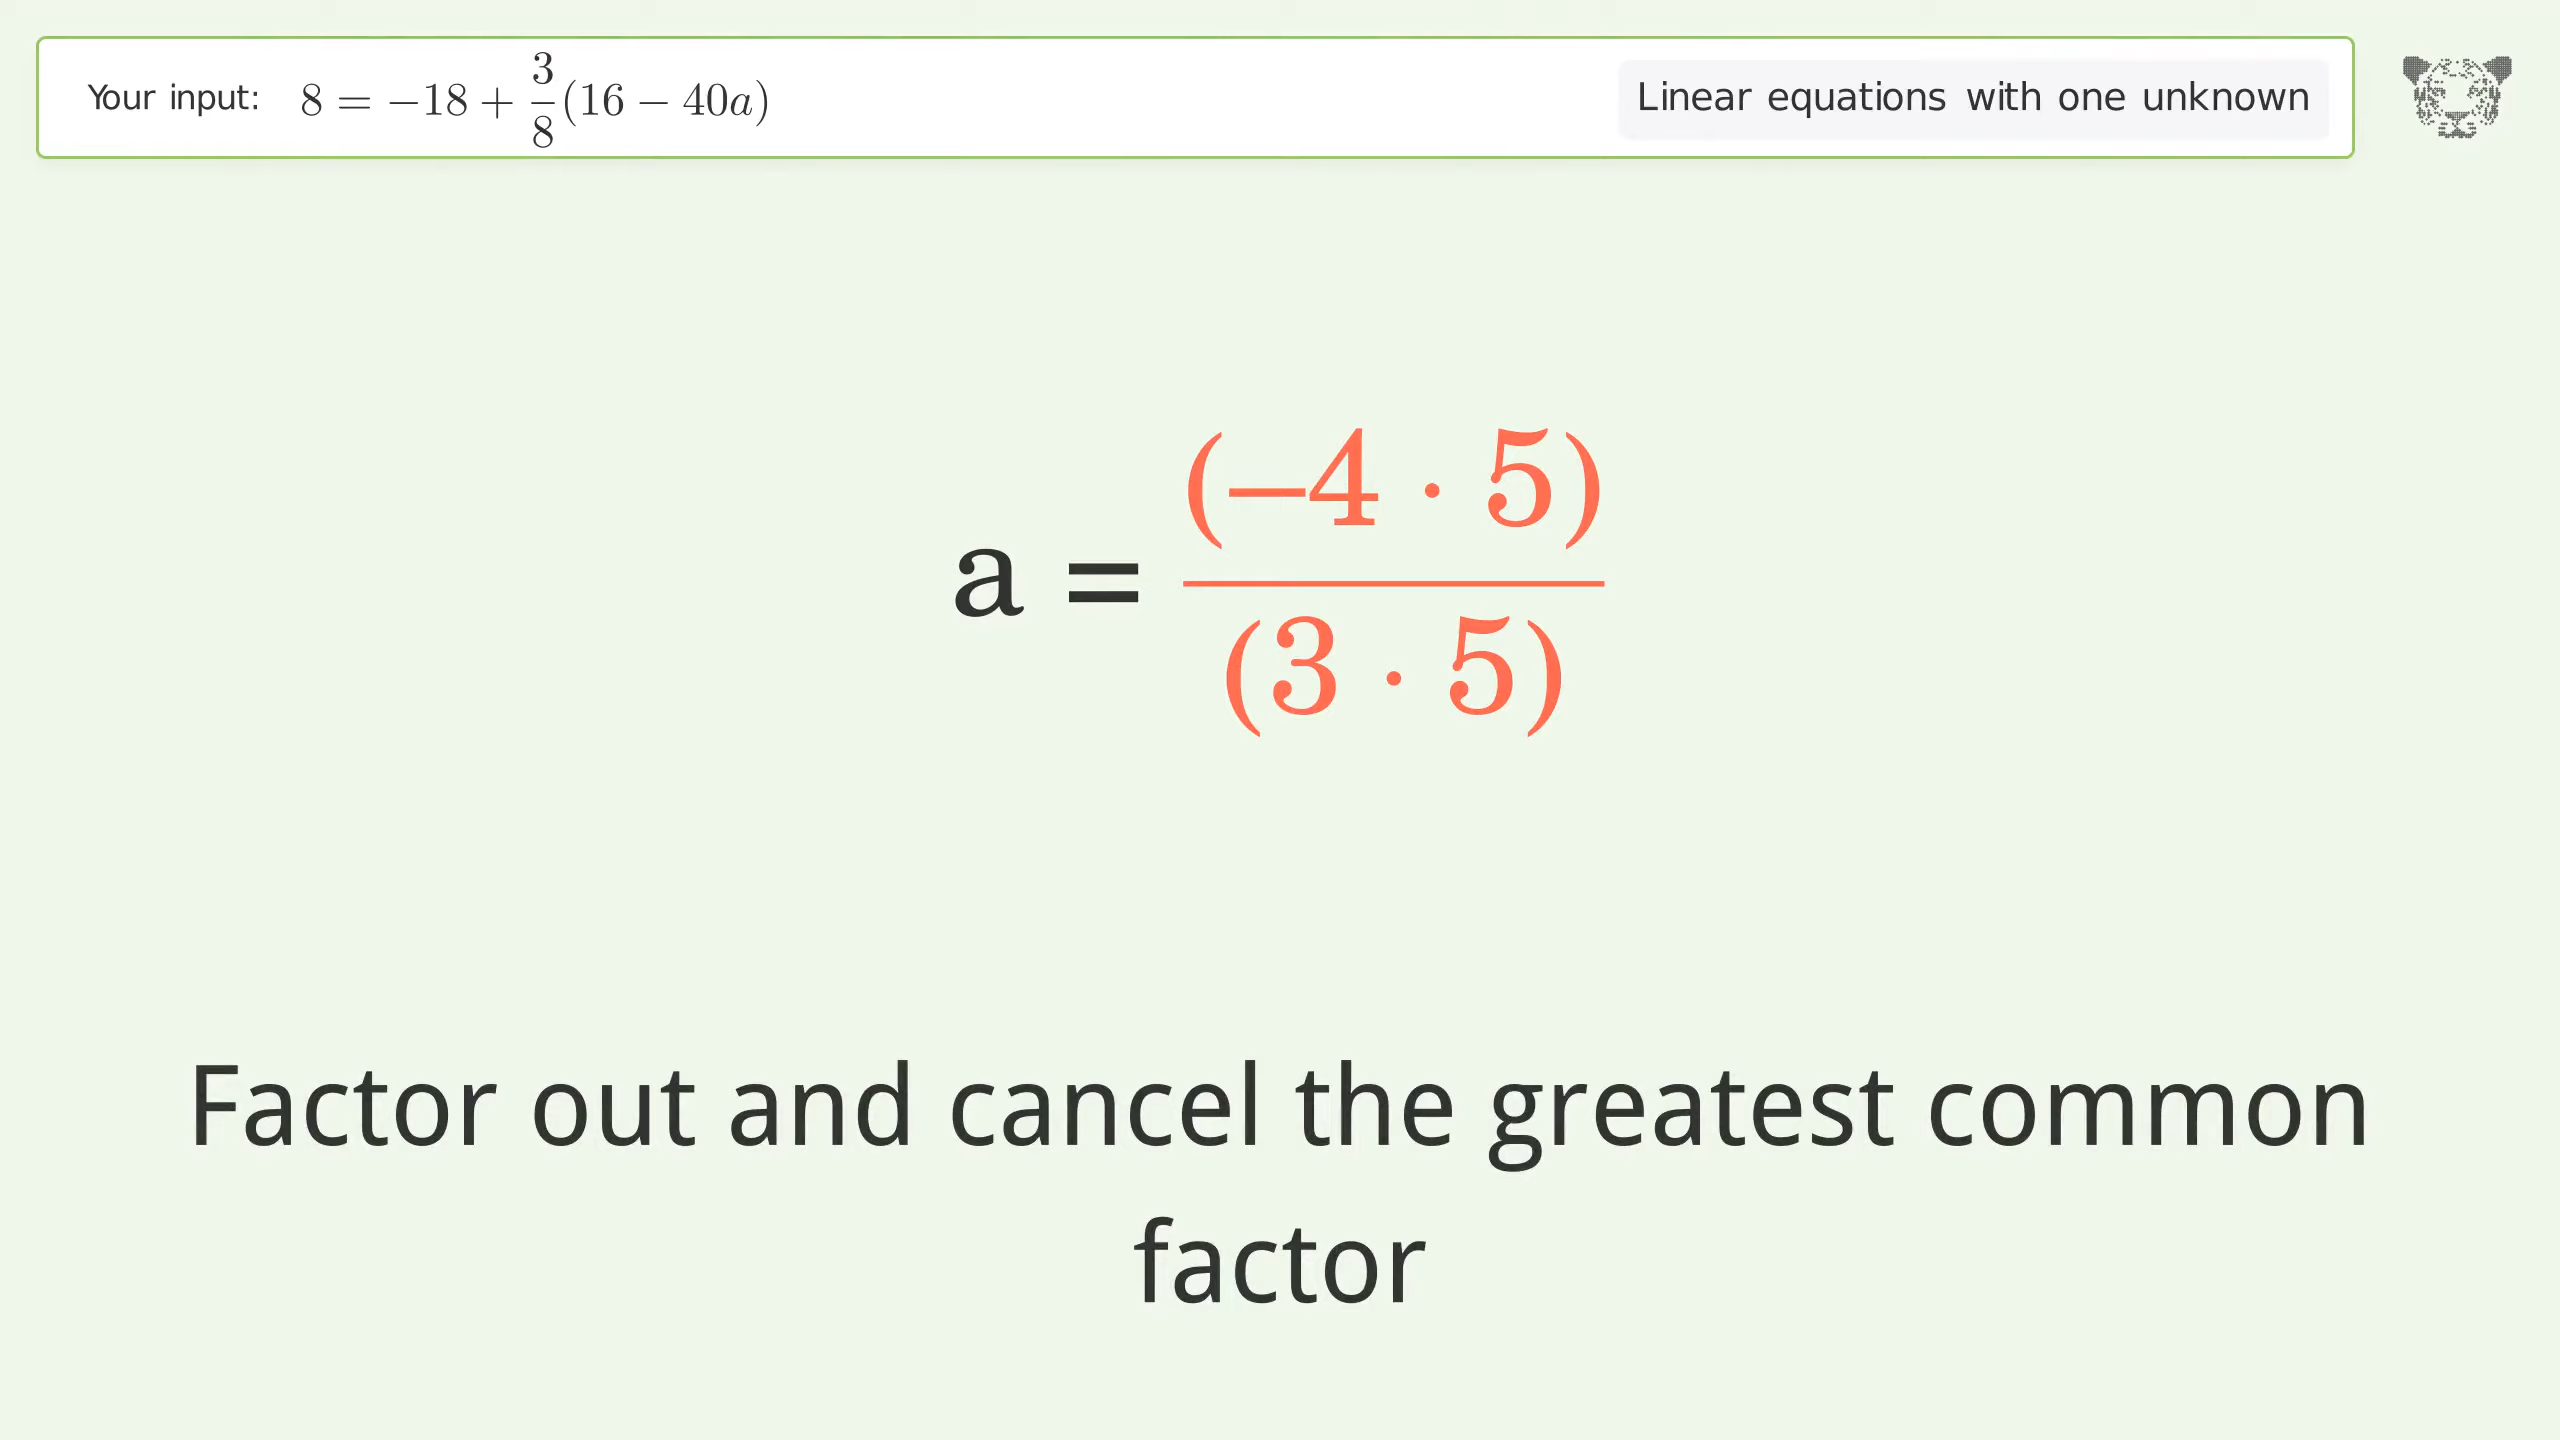 Your input: 8 = −18 + 3/8(16 − 40a)
Linear equations with one unknown
a = (−4 · 5)/(3 · 5)
Factor out and cancel the greatest common
factor